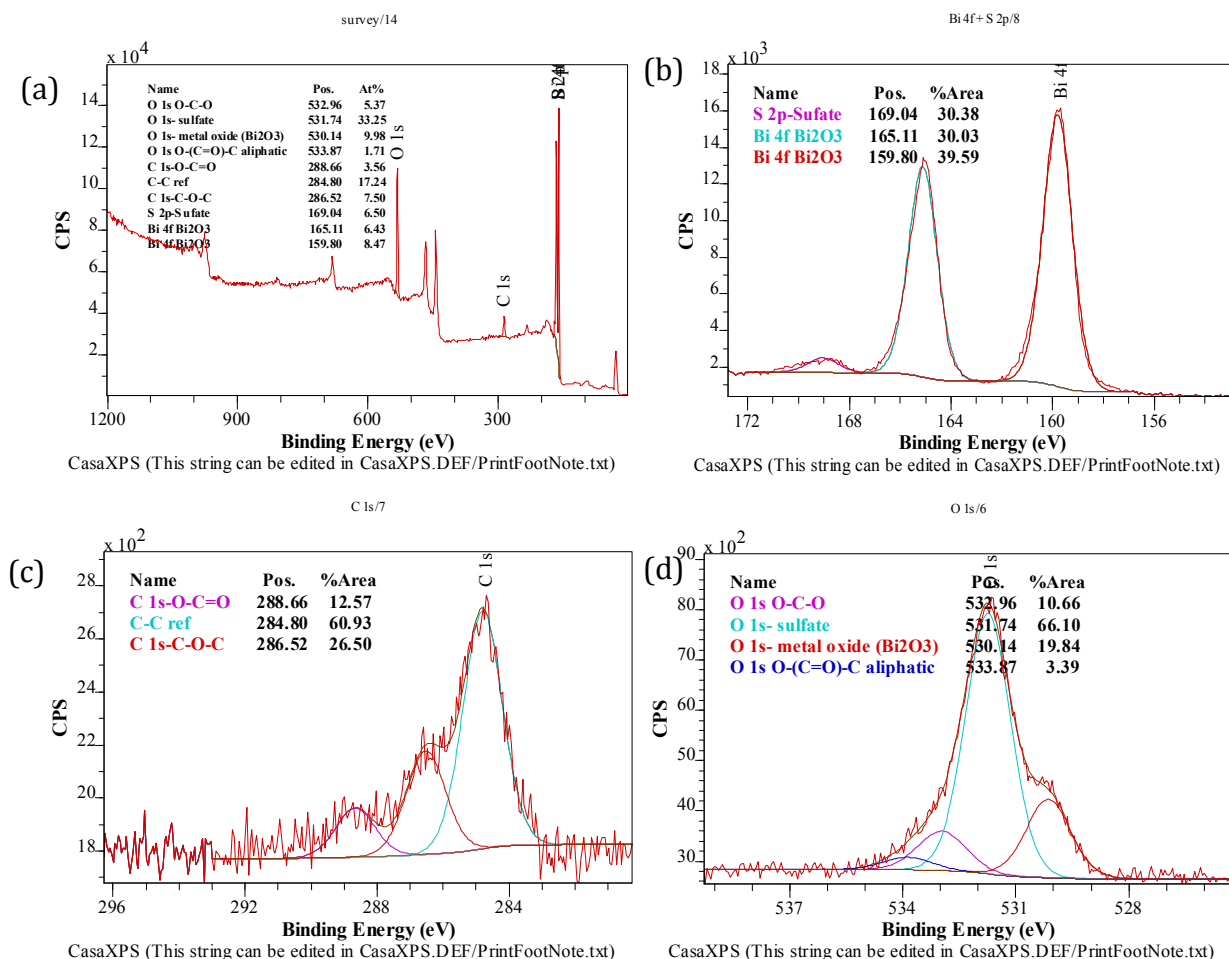 survey/14
x 10^4
(a)
Name Pos. At%
O 1s O-C-O 532.96 5.37
O 1s- sulfate 531.74 33.25
O 1s- metal oxide (Bi2O3) 530.14 9.98
O 1s O-(C=O)-C aliphatic 533.87 1.71
C 1s-O-C=O 288.66 3.56
C-C ref 284.80 17.24
C 1s-C-O-C 286.52 7.50
S 2p-Sufate 169.04 6.50
Bi 4f Bi2O3 165.11 6.43
Bi 4f Bi2O3 159.80 8.47
O 1s
C 1s
14
12
10
8
6
4
2
CPS
1200 900 600 300
Binding Energy (eV)
CasaXPS (This string can be edited in CasaXPS.DEF/PrintFootNote.txt)
Bi 4f + S 2p/8
x 10^3
(b)
Name Pos. %Area
S 2p-Sufate 169.04 30.38
Bi 4f Bi2O3 165.11 30.03
Bi 4f Bi2O3 159.80 39.59
Bi 4f
18
16
14
12
10
8
6
4
2
CPS
172 168 164 160 156
Binding Energy (eV)
CasaXPS (This string can be edited in CasaXPS.DEF/PrintFootNote.txt)
C 1s/7
x 10^2
(c)
Name Pos. %Area
C 1s-O-C=O 288.66 12.57
C-C ref 284.80 60.93
C 1s-C-O-C 286.52 26.50
C 1s
28
26
24
22
20
18
CPS
296 292 288 284
Binding Energy (eV)
CasaXPS (This string can be edited in CasaXPS.DEF/PrintFootNote.txt)
O 1s/6
x 10^2
(d)
Name Pos. %Area
O 1s O-C-O 532.96 10.66
O 1s- sulfate 531.74 66.10
O 1s- metal oxide (Bi2O3) 530.14 19.84
O 1s O-(C=O)-C aliphatic 533.87 3.39
90
80
70
60
50
40
30
CPS
537 534 531 528
Binding Energy (eV)
CasaXPS (This string can be edited in CasaXPS.DEF/PrintFootNote.txt)